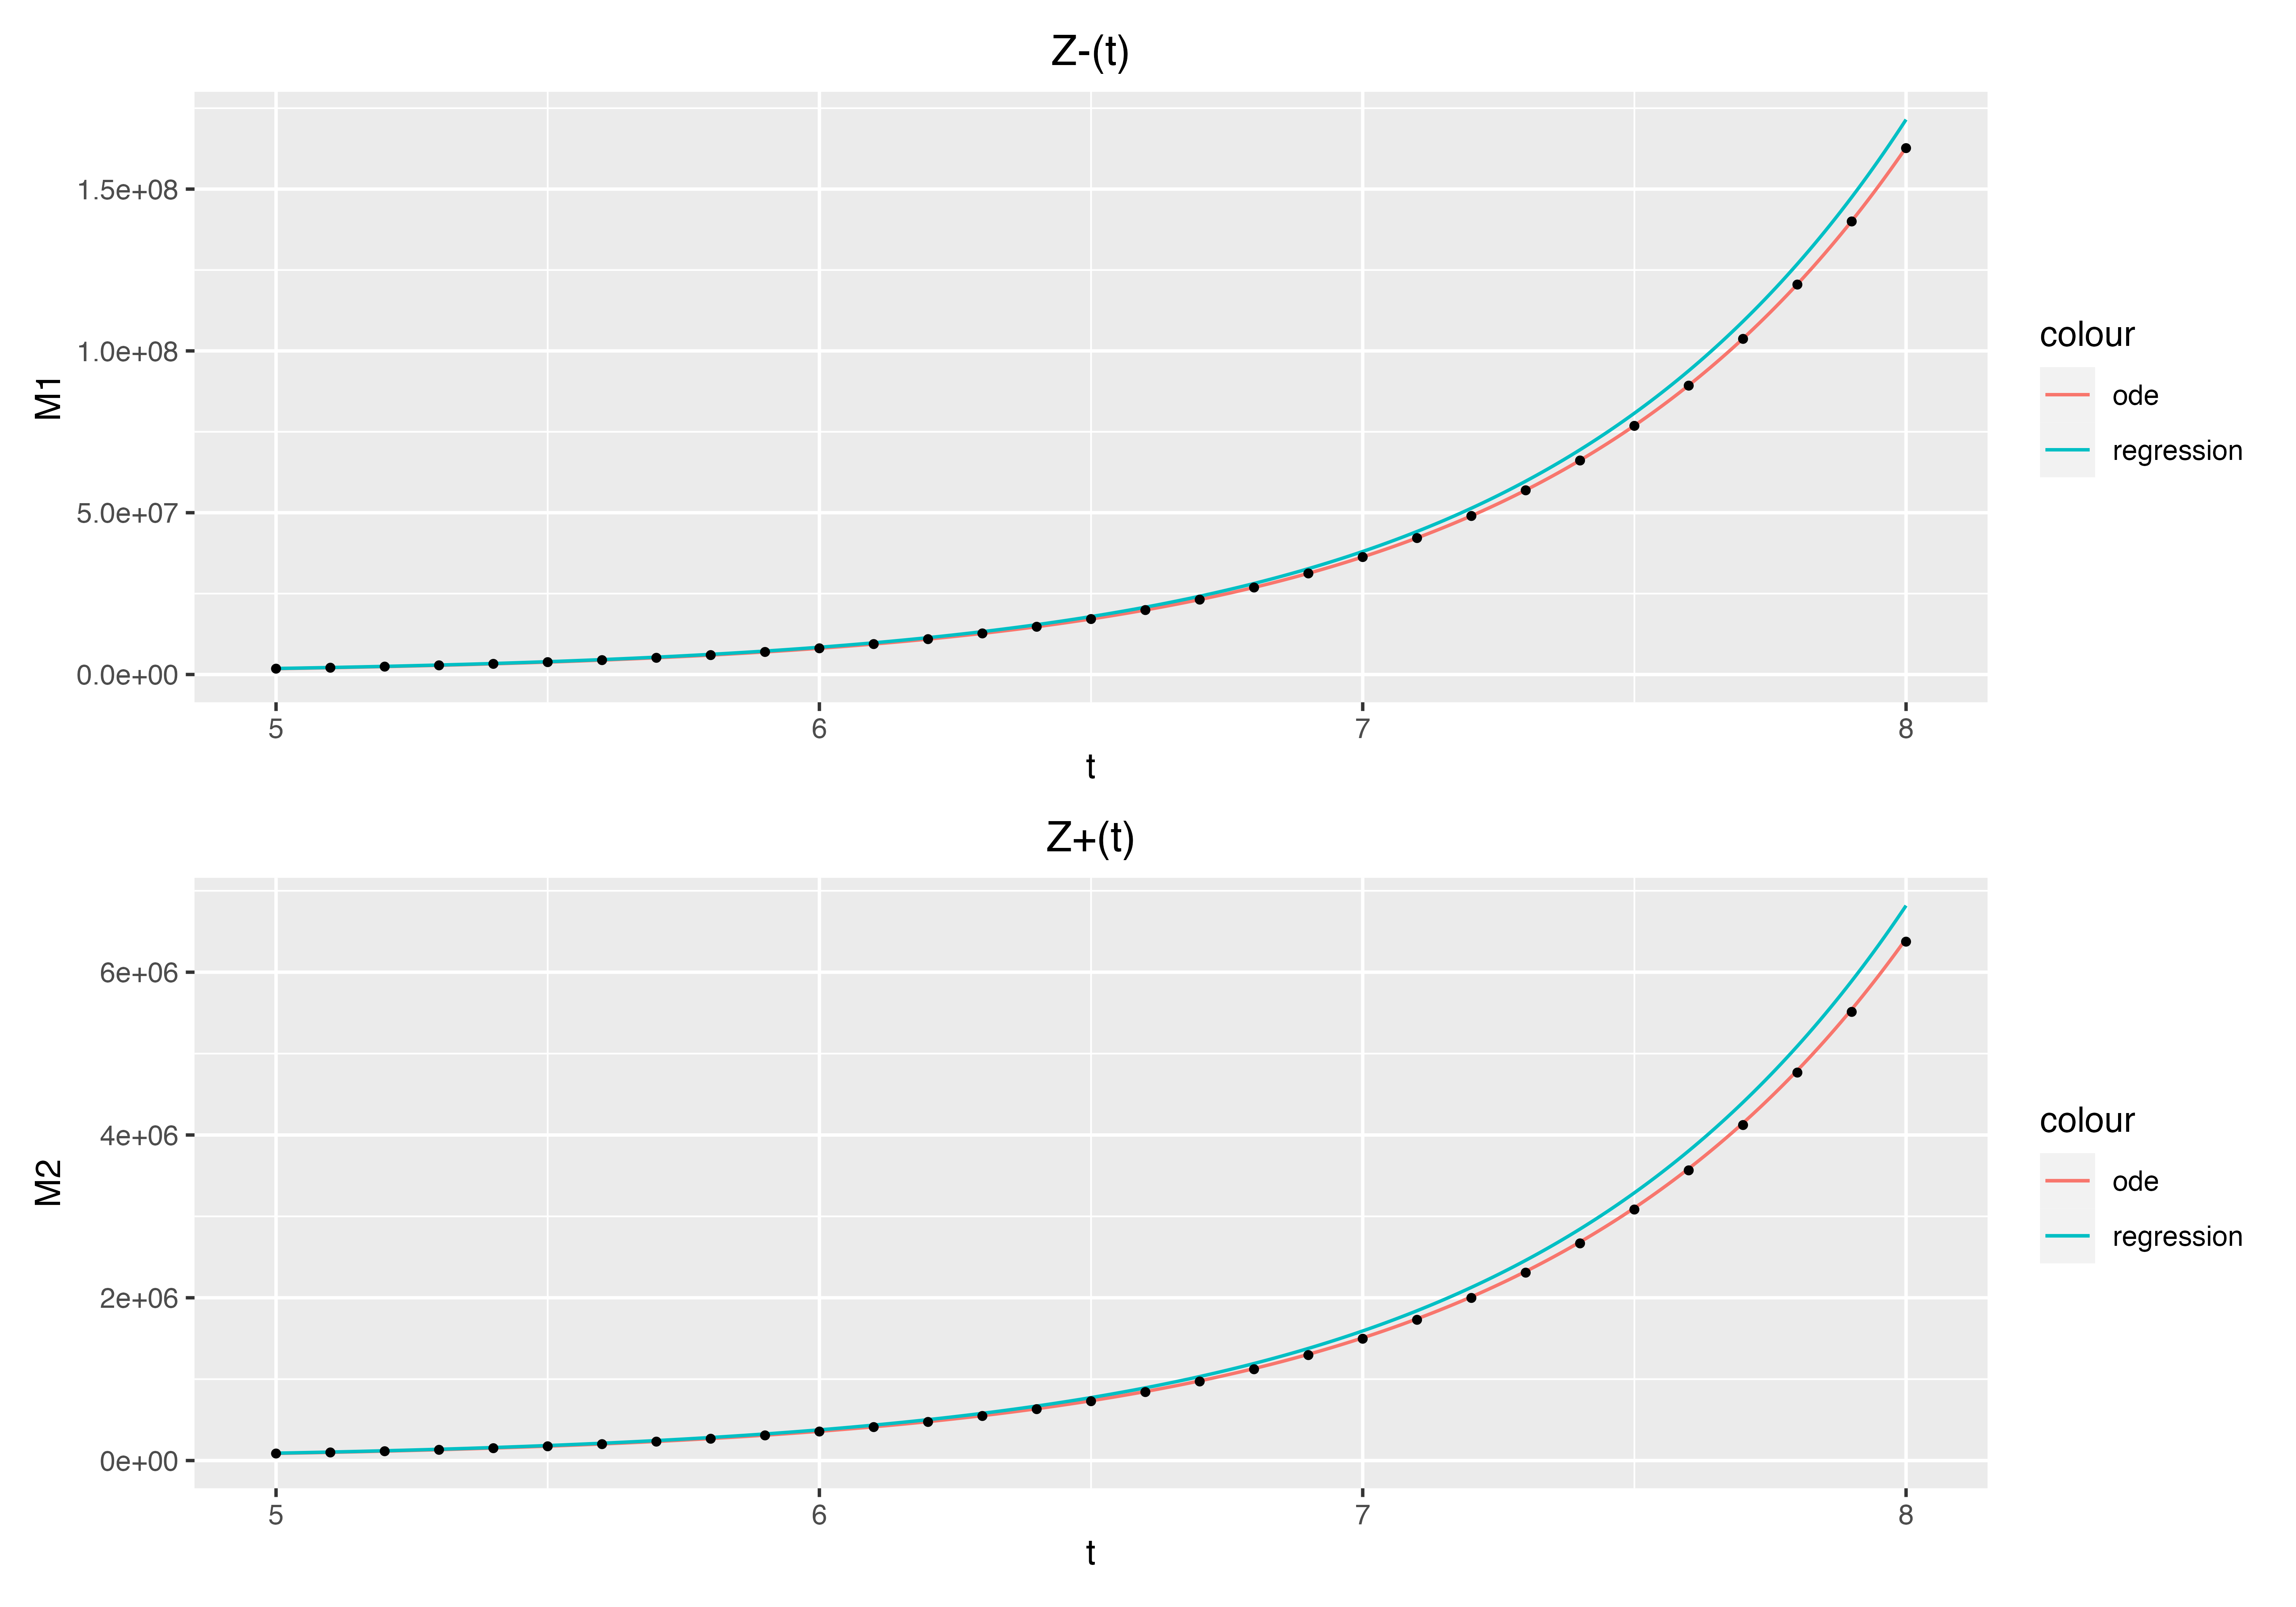 Z-(t)
M1
1.5e+08
1.0e+08
5.0e+07
0.0e+00
5 6 7 8
t
colour
ode
regression
Z+(t)
M2
6e+06
4e+06
2e+06
0e+00
5 6 7 8
t
colour
ode
regression